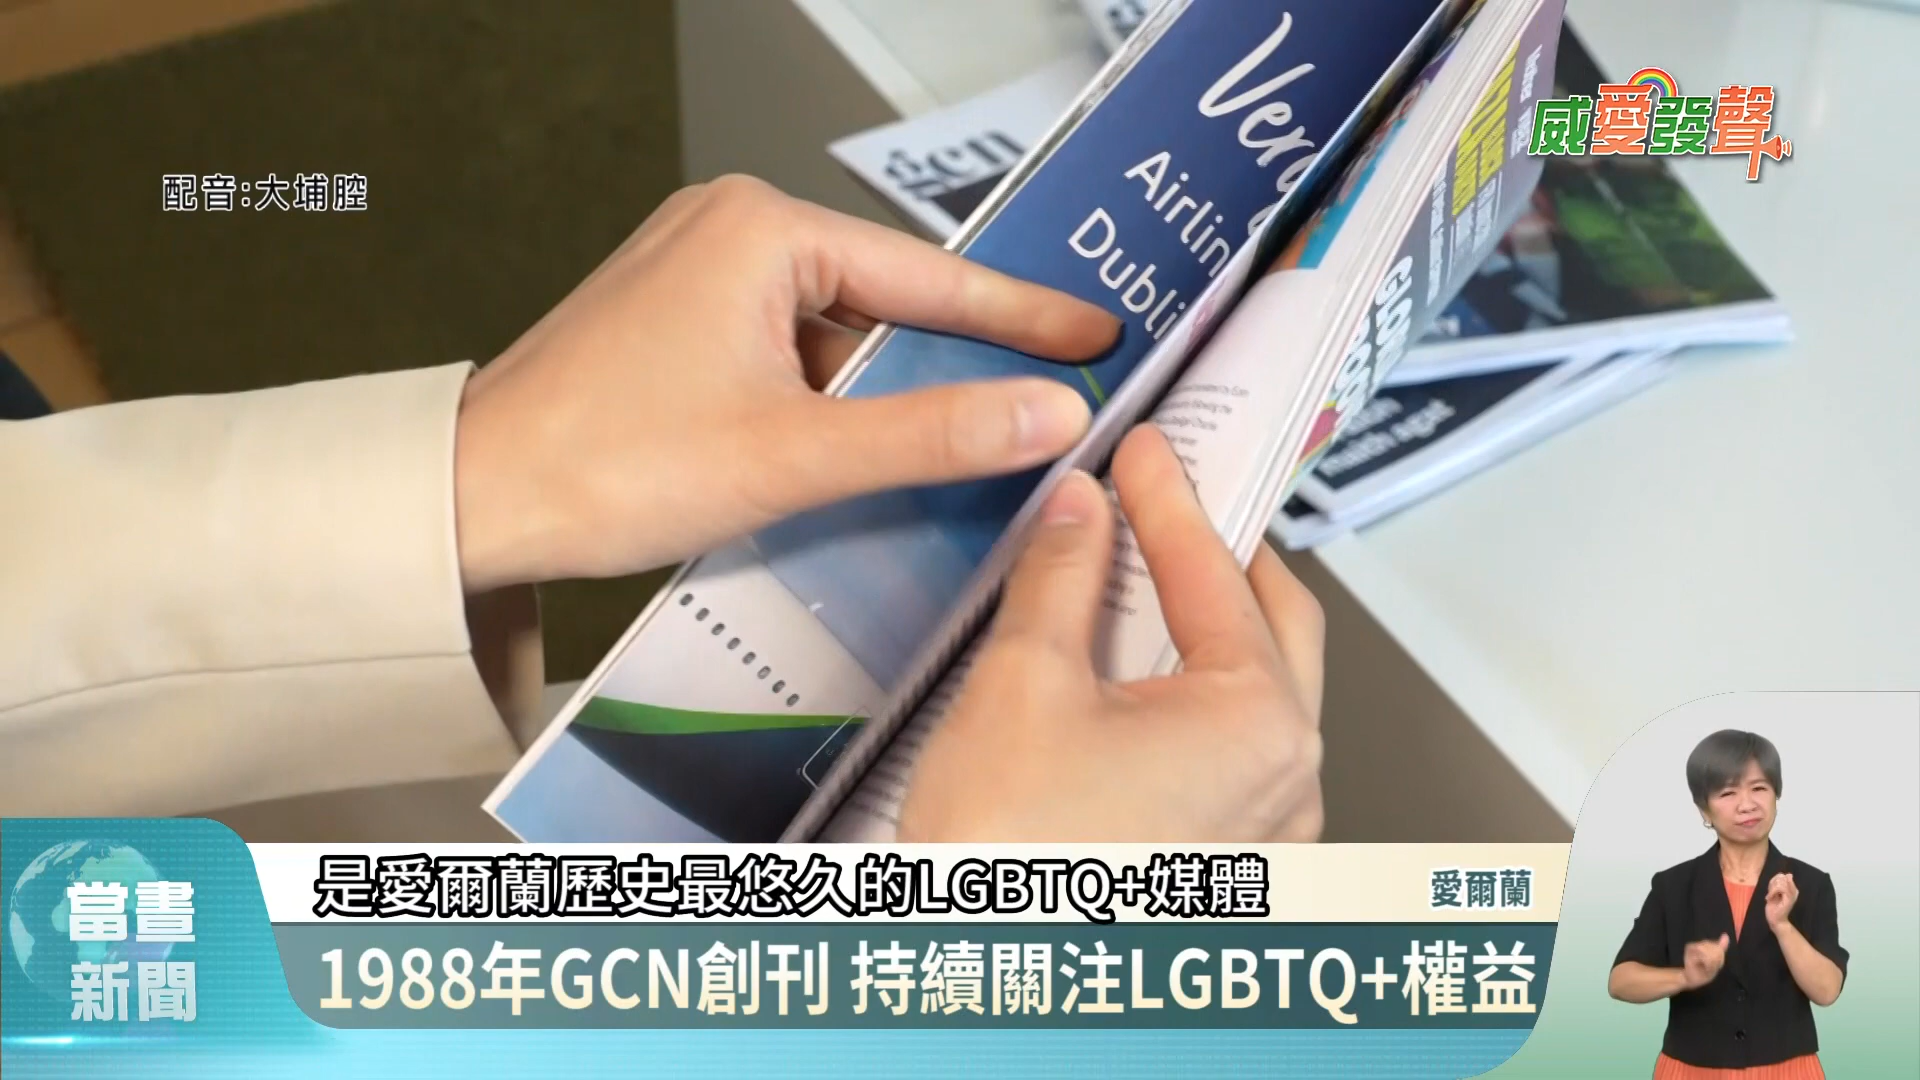 威愛發聲
配音:大埔腔
gcn
Airlin
Dubli
是愛爾蘭歷史最悠久的LGBTQ+媒體
愛爾蘭
1988年GCN創刊 持續關注LGBTQ+權益
當晝
新聞